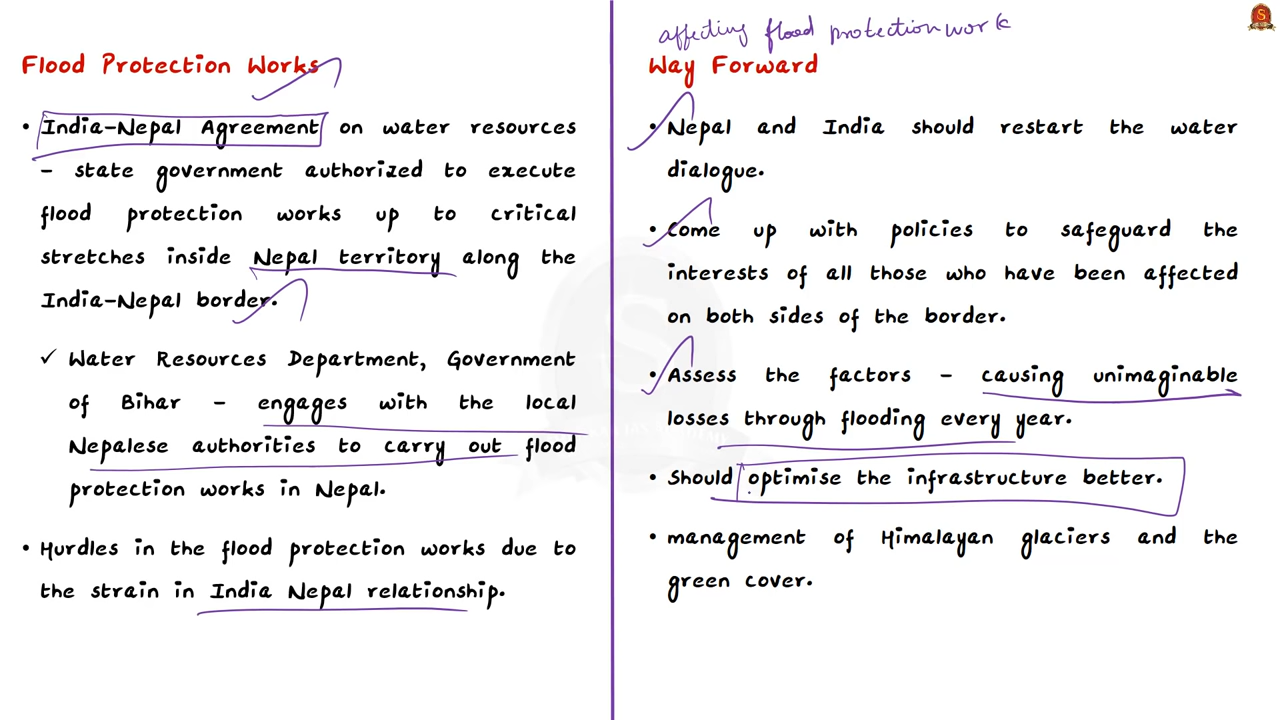 Flood Protection Works
• India-Nepal Agreement on water resources
– state government authorized to execute
flood protection works up to critical
stretches inside Nepal territory along the
India-Nepal border.
✓ Water Resources Department, Government
of Bihar – engages with the local
Nepalese authorities to carry out flood
protection works in Nepal.
• Hurdles in the flood protection works due to
the strain in India Nepal relationship.
affecting flood protection work
Way Forward
• Nepal and India should restart the water
dialogue.
• Come up with policies to safeguard the
interests of all those who have been affected
on both sides of the border.
• Assess the factors – causing unimaginable
losses through flooding every year.
• Should optimise the infrastructure better.
• management of Himalayan glaciers and the
green cover.